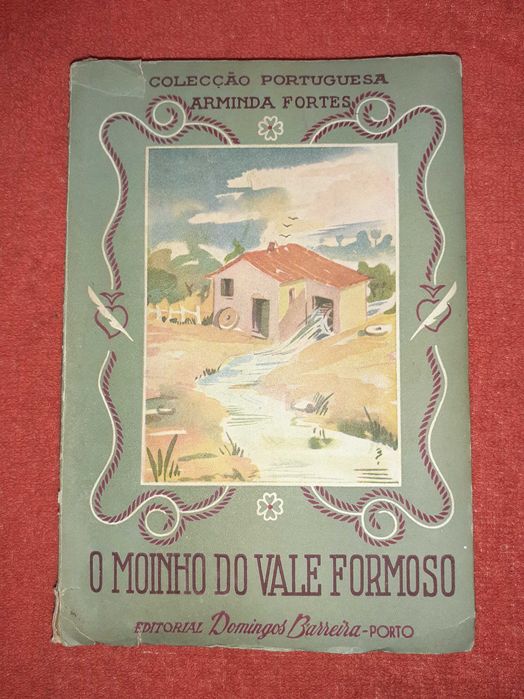 COLECÇÃO PORTUGUESA
ARMINDA FORTES
O MOINHO DO VALE FORMOSO
EDITORIAL Domingos Barreira - PORTO